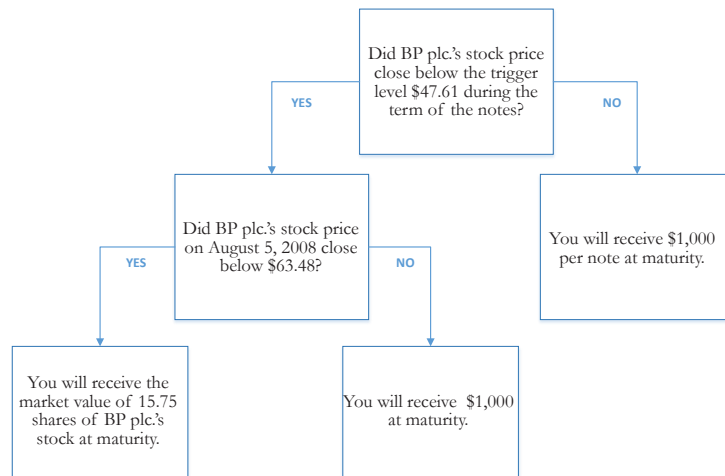 Did BP plc.'s stock price
close below the trigger
level $47.61 during the
term of the notes?
YES
NO
Did BP plc.'s stock price
on August 5, 2008 close
below $63.48?
You will receive $1,000
per note at maturity.
YES
NO
You will receive the
market value of 15.75
shares of BP plc.'s
stock at maturity.
You will receive $1,000
at maturity.